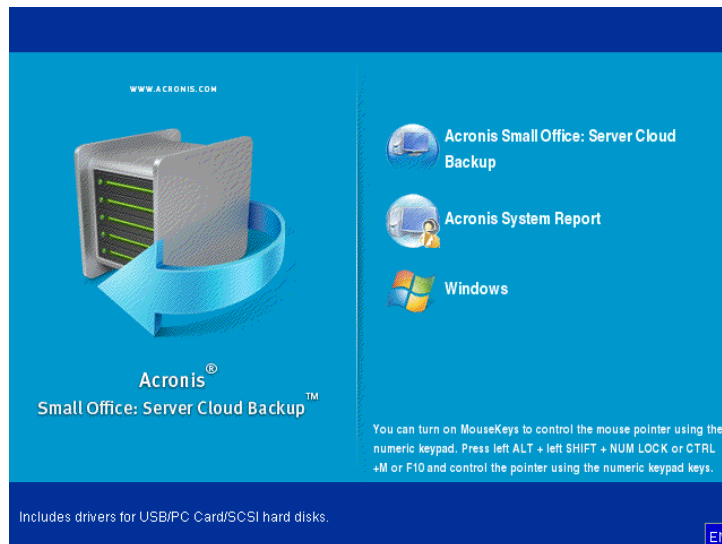 WWW.ACRONIS.COM
Acronis®
Small Office: Server Cloud Backup™
Acronis Small Office: Server Cloud
Backup
Acronis System Report
Windows
You can turn on MouseKeys to control the mouse pointer using the
numeric keypad. Press left ALT + left SHIFT + NUM LOCK or CTRL
+M or F10 and control the pointer using the numeric keypad keys.
Includes drivers for USB/PC Card/SCSI hard disks.
EN